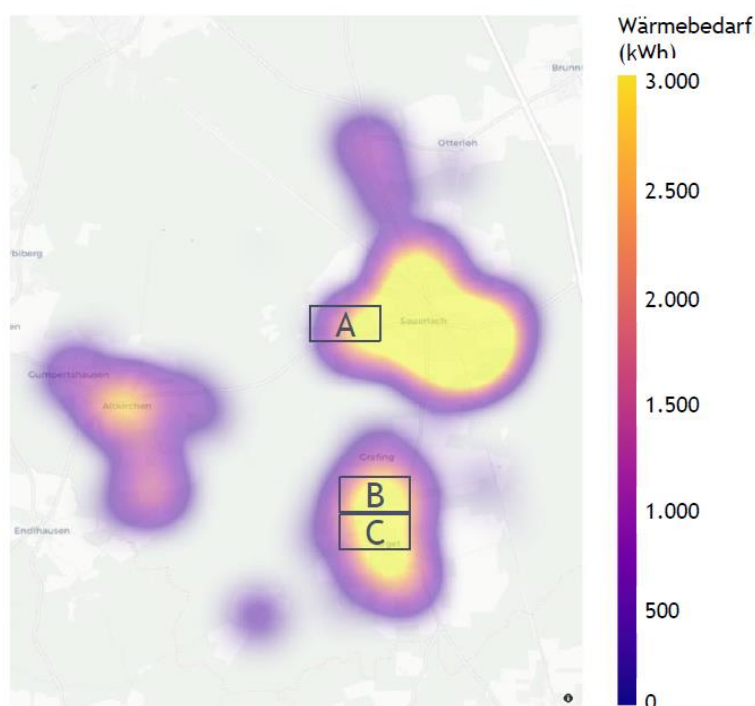 Wärmebedarf
(kWh)
3.000
2.500
2.000
1.500
1.000
500
0
Brunn
Otterloh
Sauerlach
A
Gumpertshausen
Altkirchen
Grafing
B
C
Endlhausen